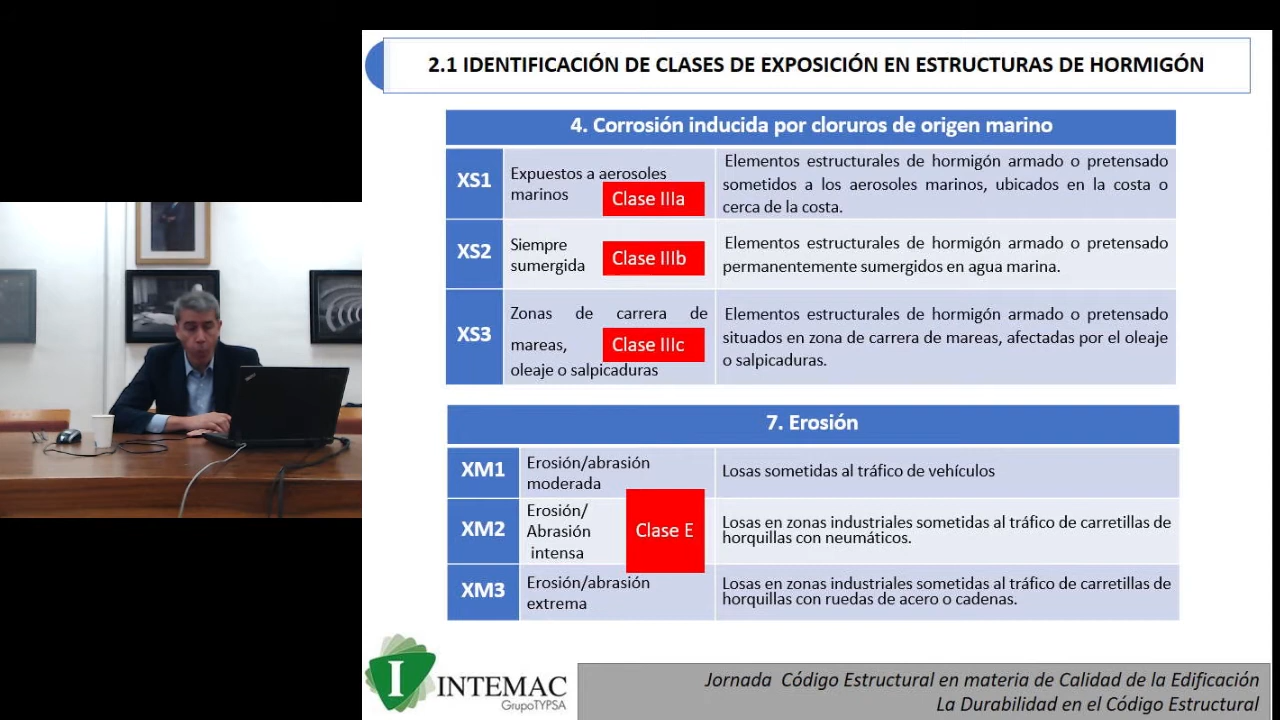 2.1 IDENTIFICACIÓN DE CLASES DE EXPOSICIÓN EN ESTRUCTURAS DE HORMIGÓN
4. Corrosión inducida por cloruros de origen marino
XS1
Expuestos a aerosoles
marinos
Clase IIIa
Elementos estructurales de hormigón armado o pretensado
sometidos a los aerosoles marinos, ubicados en la costa o
cerca de la costa.
XS2
Siempre
sumergida
Clase IIIb
Elementos estructurales de hormigón armado o pretensado
permanentemente sumergidos en agua marina.
XS3
Zonas de carrera de
mareas,
oleaje o salpicaduras
Clase IIIc
Elementos estructurales de hormigón armado o pretensado
situados en zona de carrera de mareas, afectadas por el oleaje
o salpicaduras.
7. Erosión
XM1
Erosión/abrasión
moderada
Losas sometidas al tráfico de vehículos
XM2
Erosión/
Abrasión
intensa
Clase E
Losas en zonas industriales sometidas al tráfico de carretillas de
horquillas con neumáticos.
XM3
Erosión/abrasión
extrema
Losas en zonas industriales sometidas al tráfico de carretillas de
horquillas con ruedas de acero o cadenas.
I INTEMAC
GrupoTYPSA
Jornada Código Estructural en materia de Calidad de la Edificación
La Durabilidad en el Código Estructural